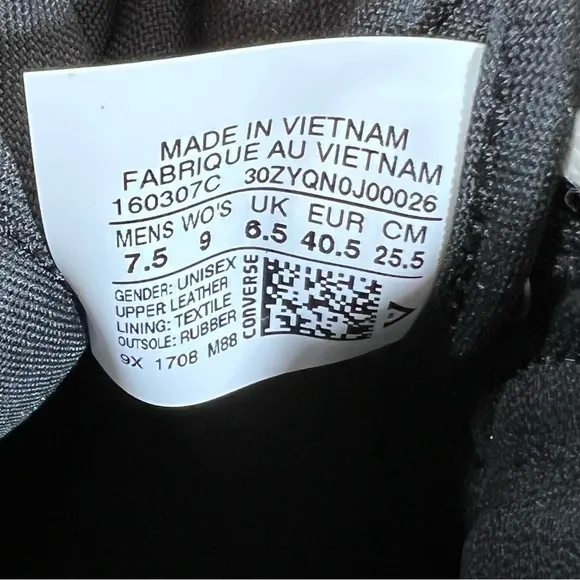 MADE IN VIETNAM
FABRIQUE AU VIETNAM
160307C 30ZYQN0J00026
MENS WO'S UK EUR CM
7.5 9 6.5 40.5 25.5
GENDER: UNISEX
UPPER: LEATHER
LINING: TEXTILE
OUTSOLE: RUBBER
9X 1708 M88
CONVERSE